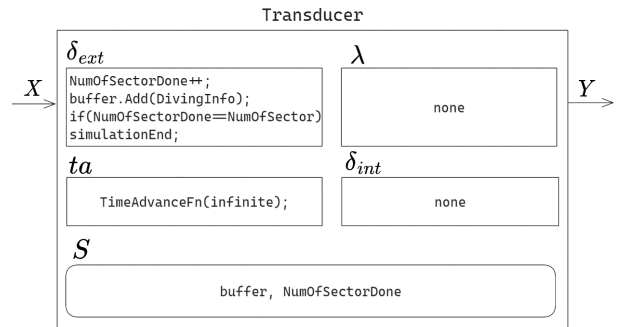 Transducer
X
δext
NumOfSectorDone++;
buffer.Add(DivingInfo);
if(NumOfSectorDone==NumOfSector)
simulationEnd;
λ
none
Y
ta
TimeAdvanceFn(infinite);
δint
none
S
buffer, NumOfSectorDone